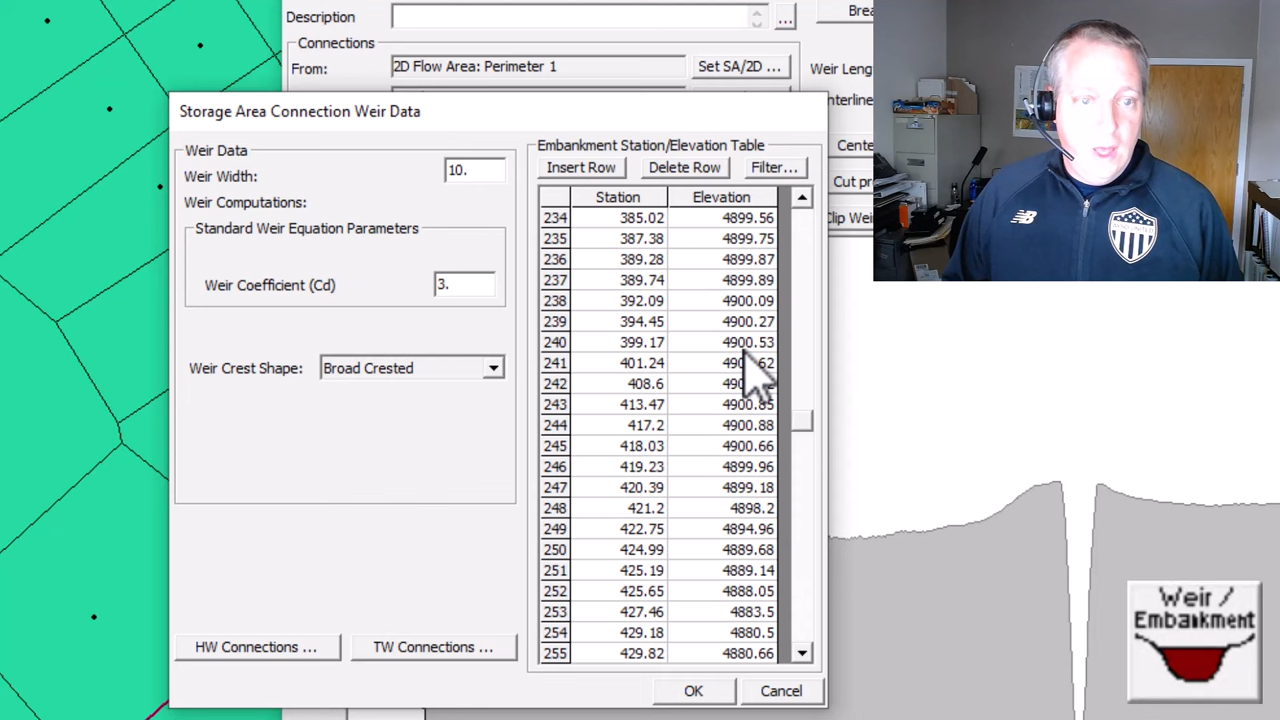 Description
...
Brea
Connections
From: 2D Flow Area: Perimeter 1 Set SA/2D ... Weir Leng
Storage Area Connection Weir Data
Centerline
Weir Data
Weir Width: 10.
Weir Computations:
Standard Weir Equation Parameters
Weir Coefficient (Cd) 3.
Weir Crest Shape: Broad Crested
HW Connections ... TW Connections ...
Embankment Station/Elevation Table
Insert Row Delete Row Filter...
Station Elevation
234 385.02 4899.56
235 387.38 4899.75
236 389.28 4899.87
237 389.74 4899.89
238 392.09 4900.09
239 394.45 4900.27
240 399.17 4900.53
241 401.24
242 408.6
243 413.47 4900.85
244 417.2 4900.88
245 418.03 4900.66
246 419.23 4899.96
247 420.39 4899.18
248 421.2 4898.2
249 422.75 4894.96
250 424.99 4889.68
251 425.19 4889.14
252 425.65 4888.05
253 427.46 4883.5
254 429.18 4880.5
255 429.82 4880.66
OK Cancel
Cente
Cut pr
Clip Wei
Weir /
Embankment